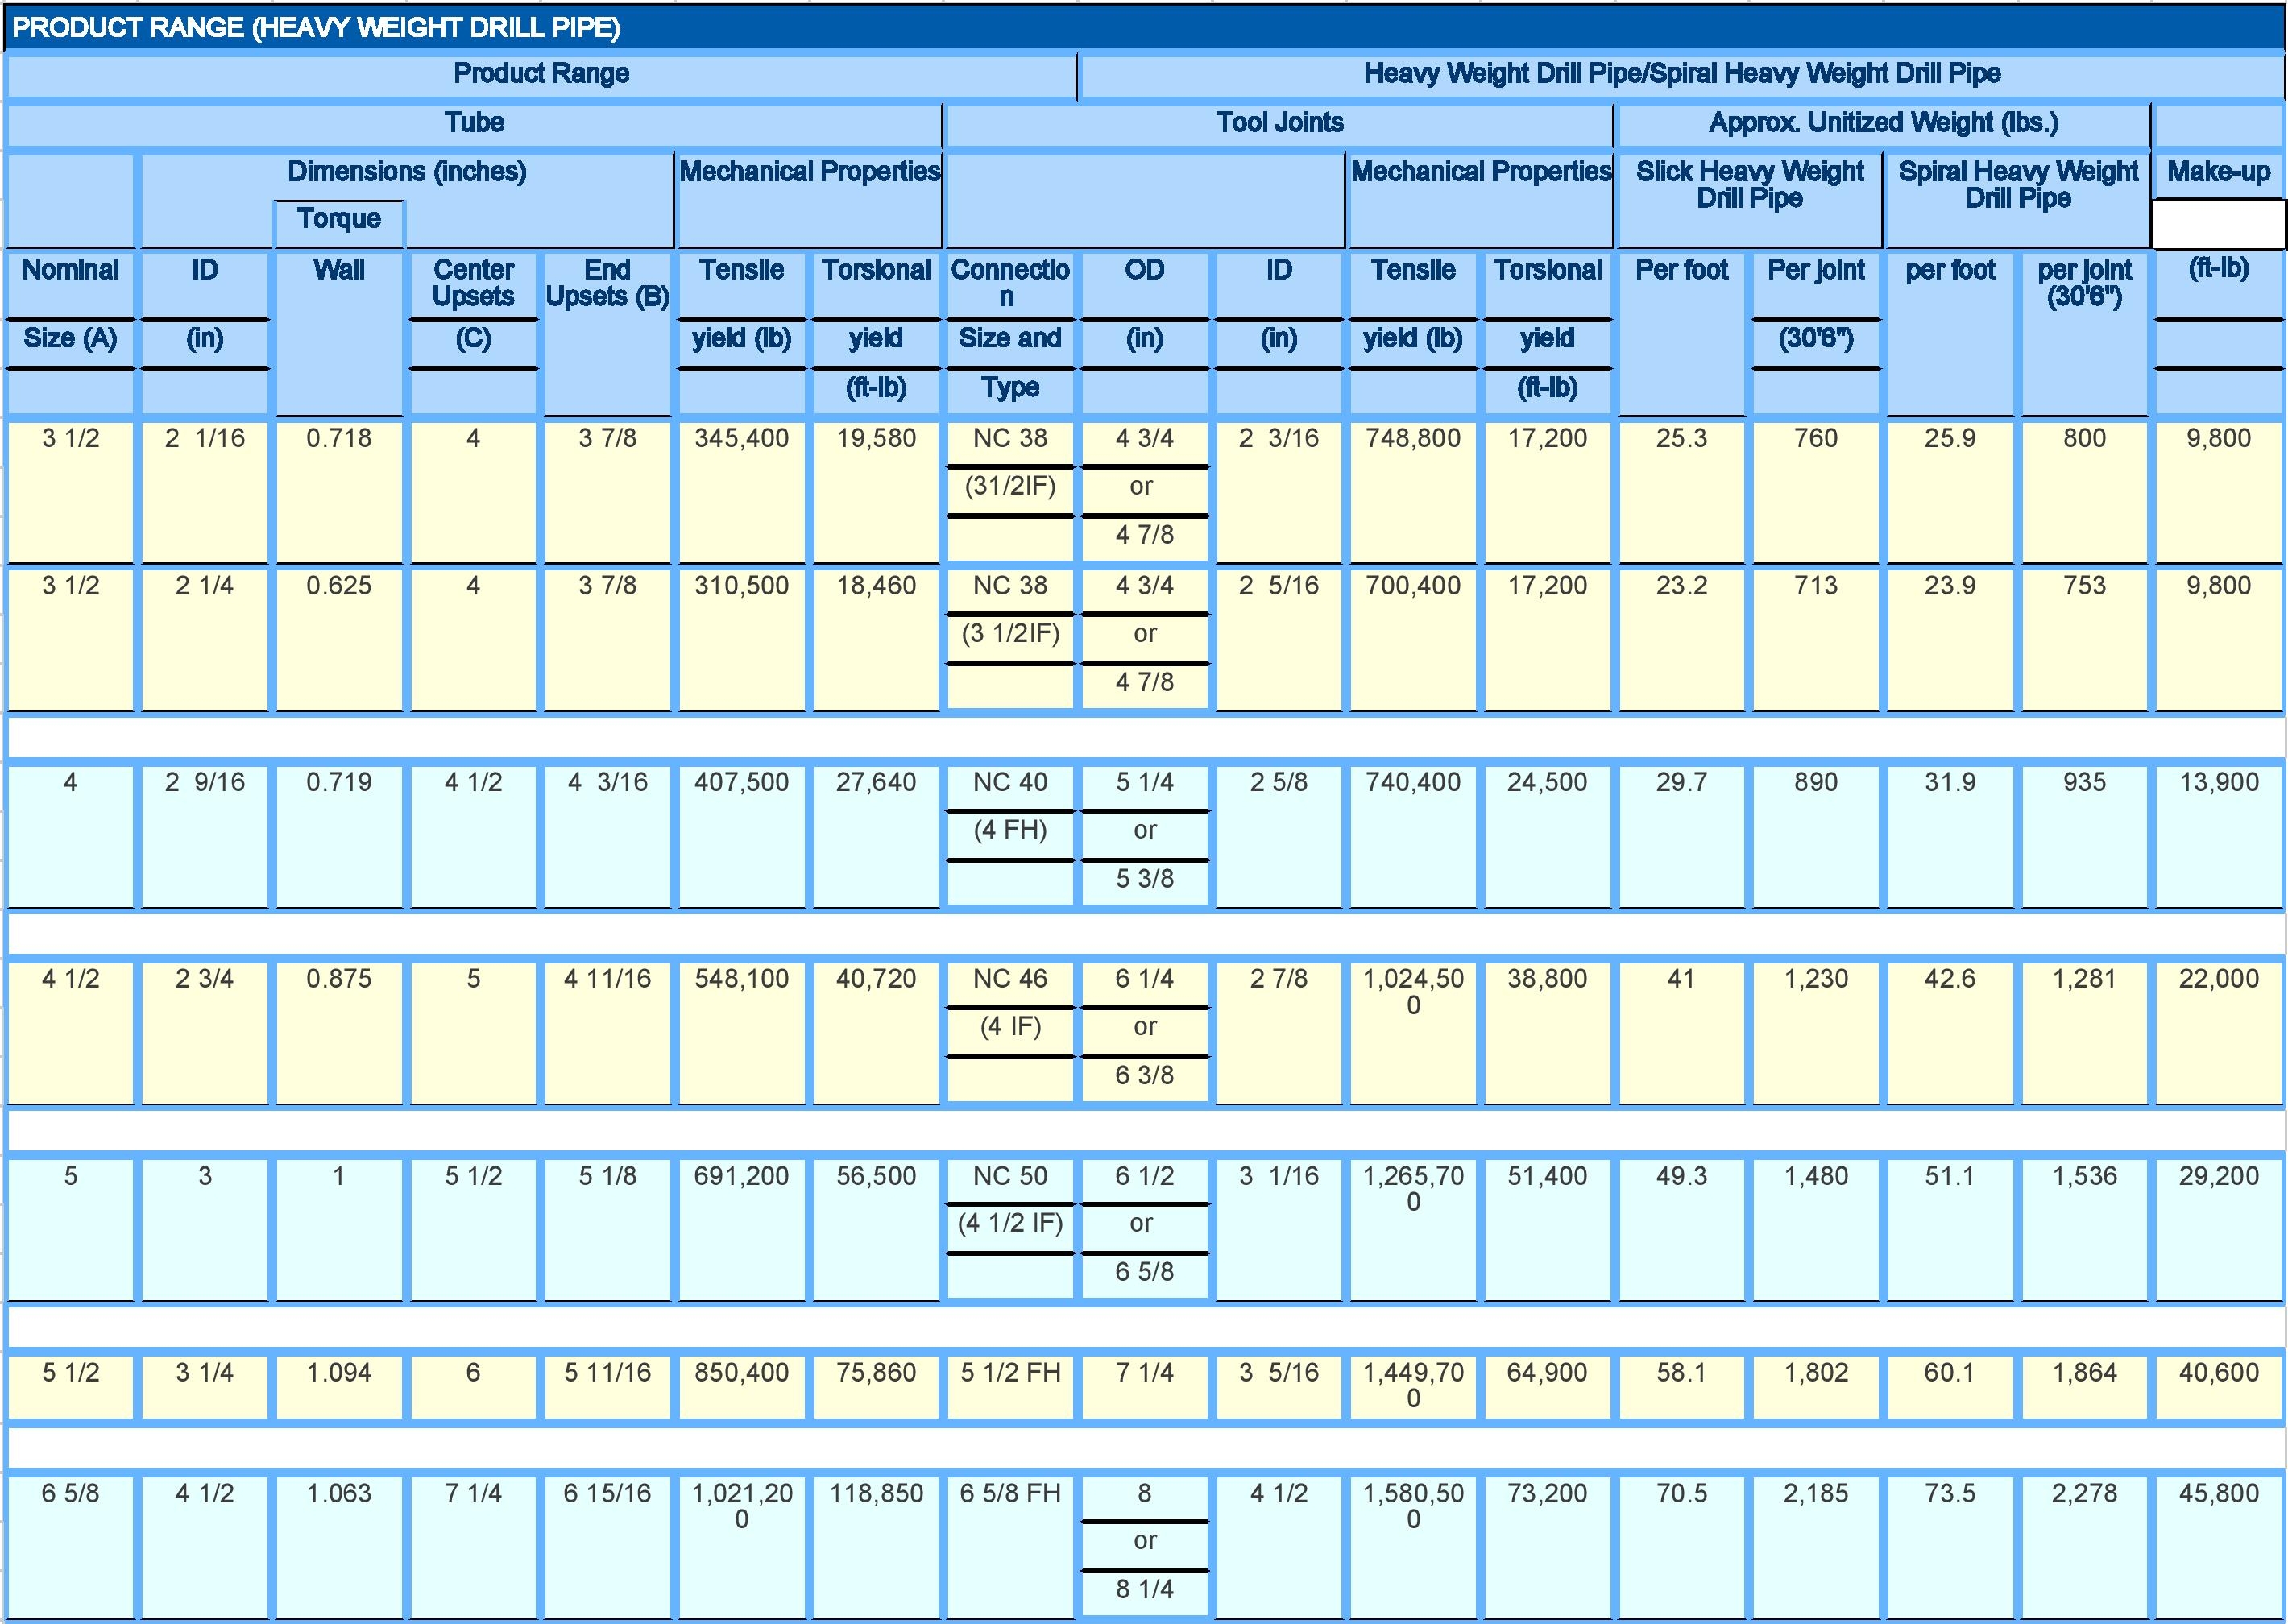 PRODUCT RANGE (HEAVY WEIGHT DRILL PIPE)
Product Range Heavy Weight Drill Pipe/Spiral Heavy Weight Drill Pipe
Tube Tool Joints Approx. Unitized Weight (lbs.)
Dimensions (inches) Mechanical Properties Mechanical Properties Slick Heavy Weight Spiral Heavy Weight Make-up
Drill Pipe Drill Pipe
Torque
Nominal ID Wall Center End Tensile Torsional Connectio OD ID Tensile Torsional Per foot Per joint per foot per joint (ft-lb)
Upsets Upsets (B) n (30'6")
Size (A) (in) (C) yield (lb) yield Size and (in) (in) yield (lb) yield (30'6")
(ft-lb) Type (ft-lb)
3 1/2 2 1/16 0.718 4 3 7/8 345,400 19,580 NC 38 4 3/4 2 3/16 748,800 17,200 25.3 760 25.9 800 9,800
(31/2IF) or
4 7/8
3 1/2 2 1/4 0.625 4 3 7/8 310,500 18,460 NC 38 4 3/4 2 5/16 700,400 17,200 23.2 713 23.9 753 9,800
(3 1/2IF) or
4 7/8
4 2 9/16 0.719 4 1/2 4 3/16 407,500 27,640 NC 40 5 1/4 2 5/8 740,400 24,500 29.7 890 31.9 935 13,900
(4 FH) or
5 3/8
4 1/2 2 3/4 0.875 5 4 11/16 548,100 40,720 NC 46 6 1/4 2 7/8 1,024,50 38,800 41 1,230 42.6 1,281 22,000
0
(4 IF) or
6 3/8
5 3 1 5 1/2 5 1/8 691,200 56,500 NC 50 6 1/2 3 1/16 1,265,70 51,400 49.3 1,480 51.1 1,536 29,200
0
(4 1/2 IF) or
6 5/8
5 1/2 3 1/4 1.094 6 5 11/16 850,400 75,860 5 1/2 FH 7 1/4 3 5/16 1,449,70 64,900 58.1 1,802 60.1 1,864 40,600
0
6 5/8 4 1/2 1.063 7 1/4 6 15/16 1,021,20 118,850 6 5/8 FH 8 4 1/2 1,580,50 73,200 70.5 2,185 73.5 2,278 45,800
0 0
or
8 1/4